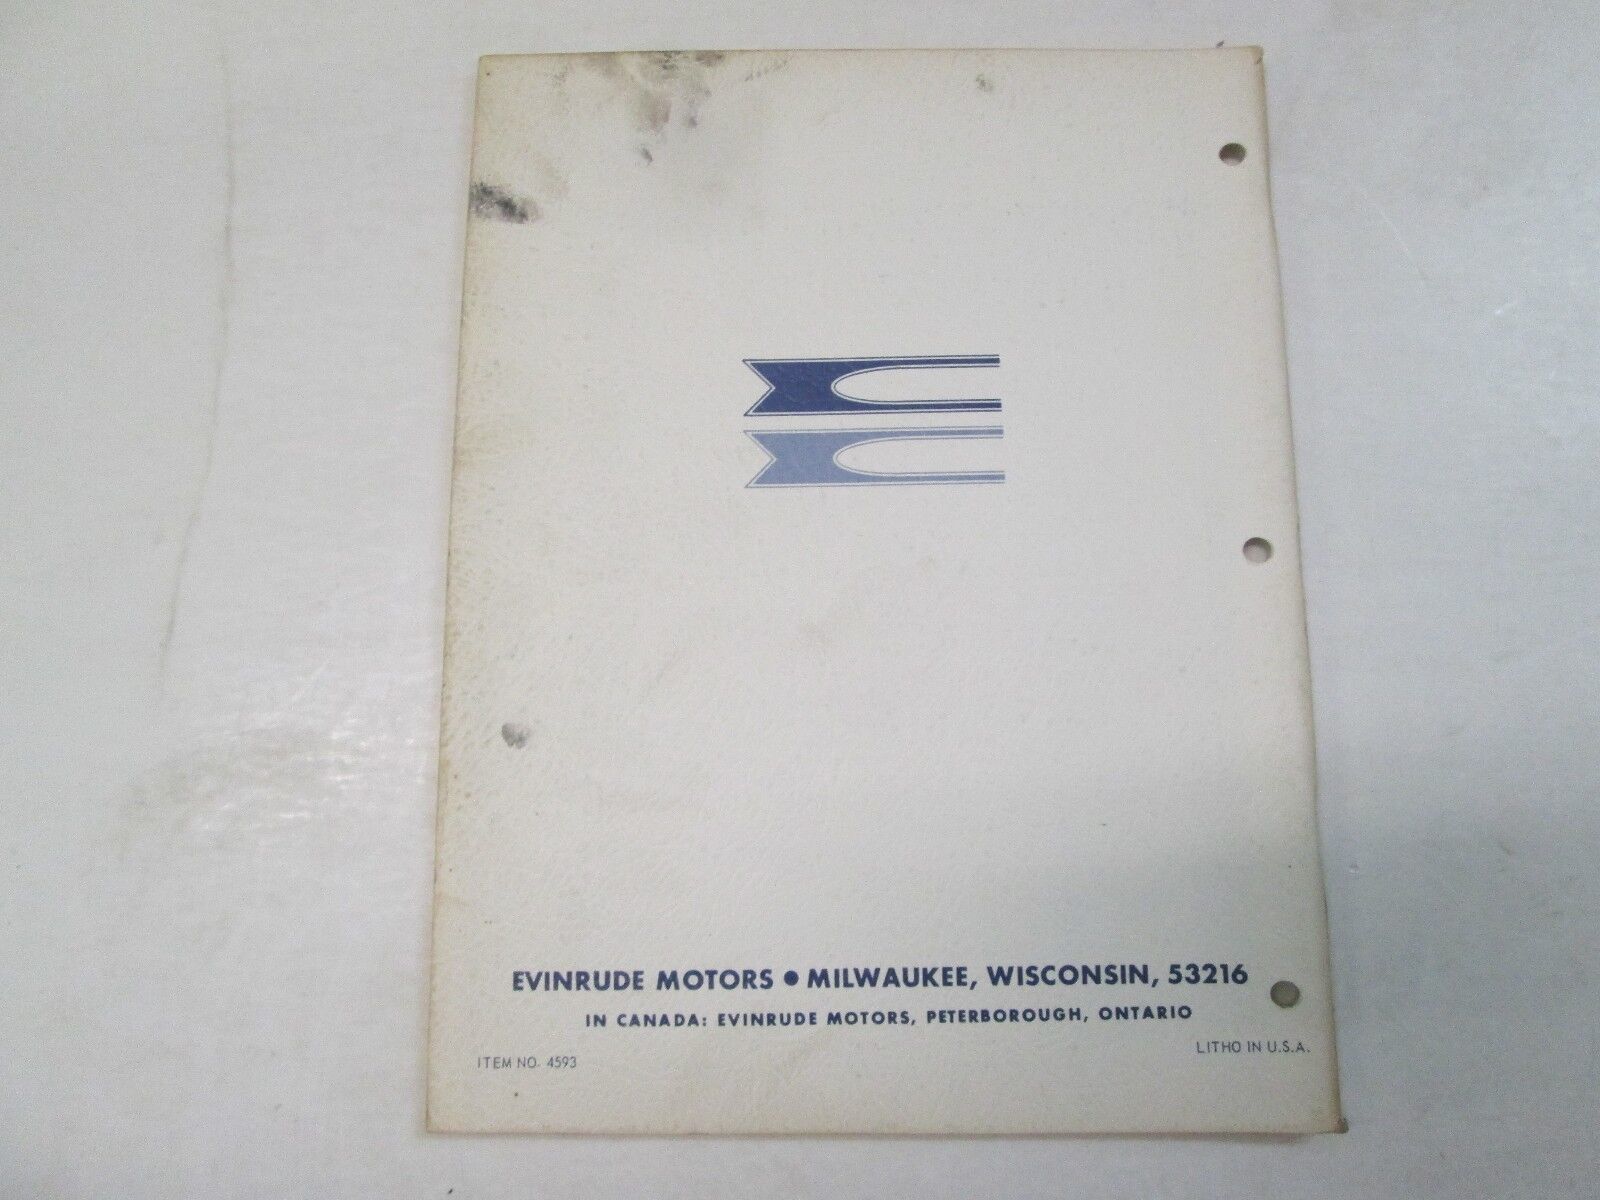 EVINRUDE MOTORS ● MILWAUKEE, WISCONSIN, 53216
IN CANADA: EVINRUDE MOTORS, PETERBOROUGH, ONTARIO
LITHO IN U.S.A.
ITEM NO. 4593